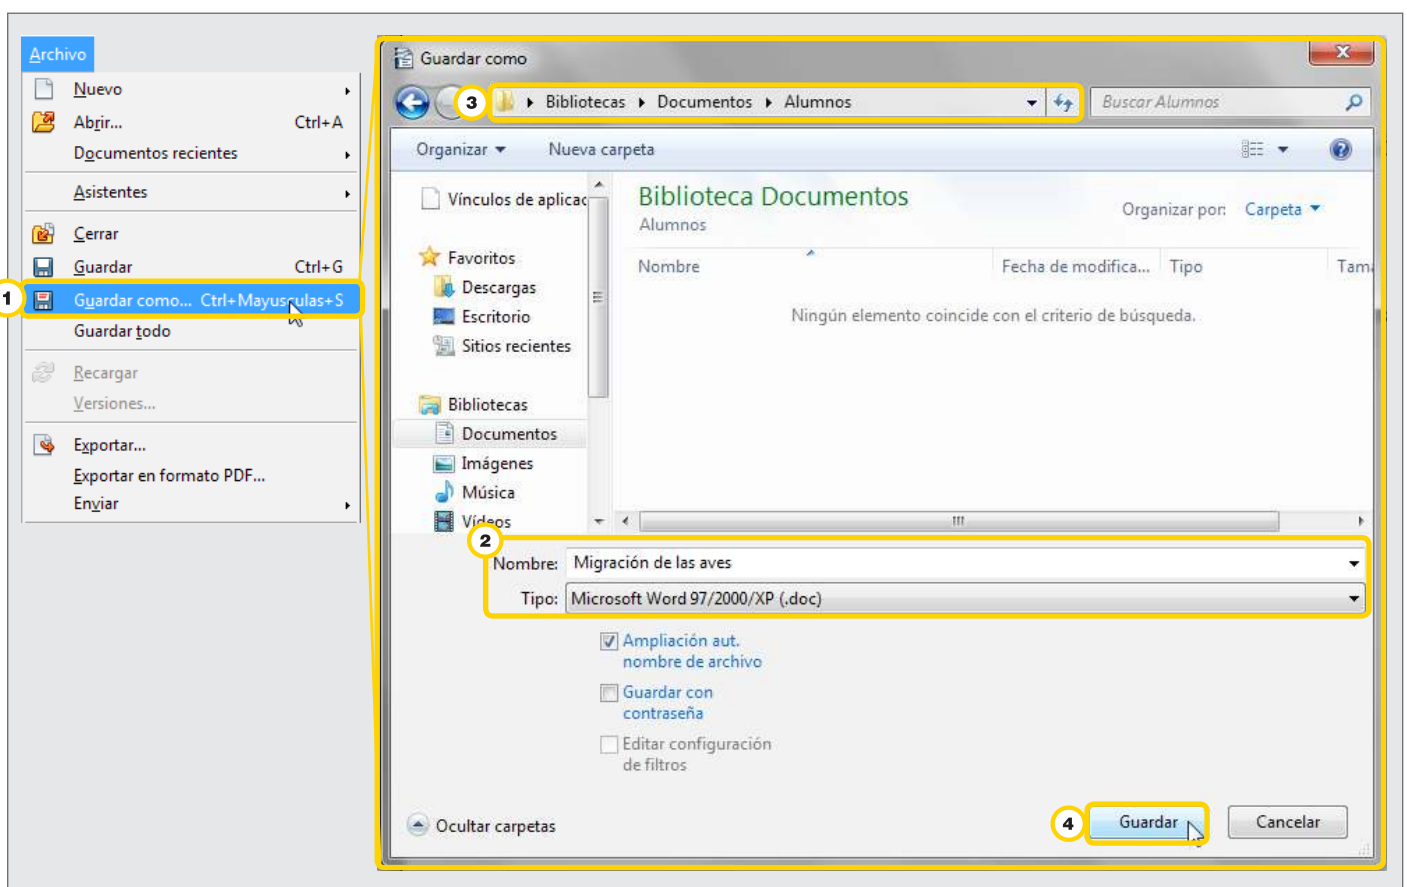 Archivo
Nuevo
Abrir... Ctrl+A
Documentos recientes
Asistentes
Cerrar
Guardar Ctrl+G
1 Guardar como... Ctrl+Mayusculas+S
Guardar todo
Recargar
Versiones...
Exportar...
Exportar en formato PDF...
Enviar
Guardar como
3 Bibliotecas Documentos Alumnos Buscar Alumnos
Organizar Nueva carpeta
Vínculos de aplicac
Favoritos
Descargas
Escritorio
Sitios recientes
Bibliotecas
Documentos
Imágenes
Música
Vídeos
Biblioteca Documentos
Alumnos
Organizar por: Carpeta
Nombre Fecha de modifica... Tipo Tama
Ningún elemento coincide con el criterio de búsqueda.
2
Nombre: Migración de las aves
Tipo: Microsoft Word 97/2000/XP (.doc)
Ampliación aut.
nombre de archivo
Guardar con
contraseña
Editar configuración
de filtros
Ocultar carpetas
4 Guardar Cancelar